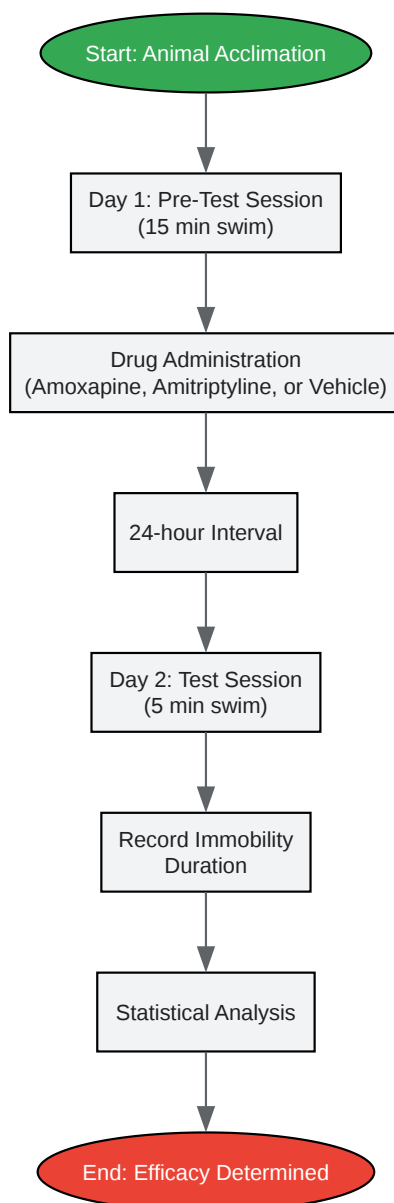 Start: Animal Acclimation
Day 1: Pre-Test Session
(15 min swim)
Drug Administration
(Amoxapine, Amitriptyline, or Vehicle)
24-hour Interval
Day 2: Test Session
(5 min swim)
Record Immobility
Duration
Statistical Analysis
End: Efficacy Determined